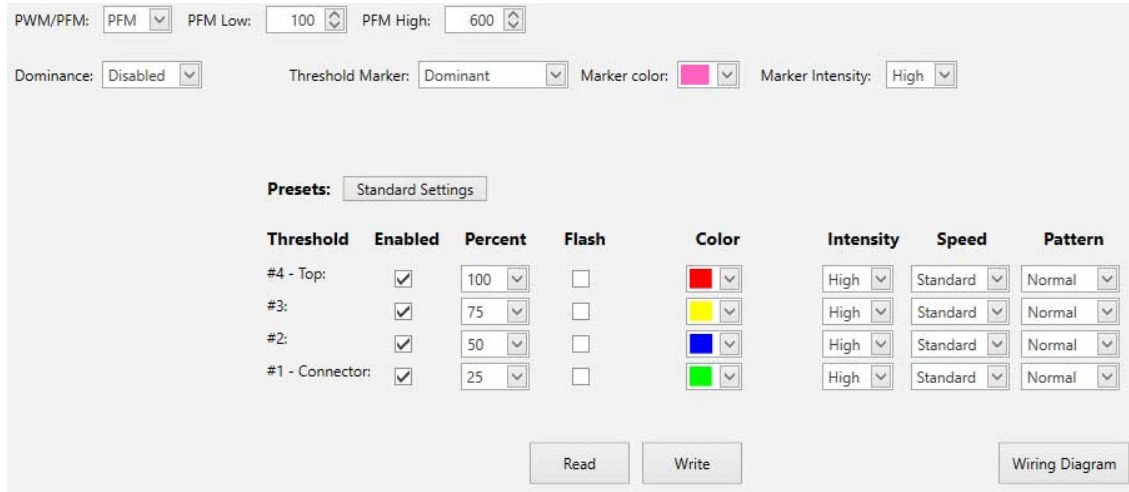 PWM/PFM: PFM PFM Low: 100 PFM High: 600
Dominance: Disabled Threshold Marker: Dominant Marker color: Marker Intensity: High
Presets: Standard Settings
Threshold Enabled Percent Flash Color Intensity Speed Pattern
#4 - Top: 100 High Standard Normal
#3: 75 High Standard Normal
#2: 50 High Standard Normal
#1 - Connector: 25 High Standard Normal
Read Write Wiring Diagram